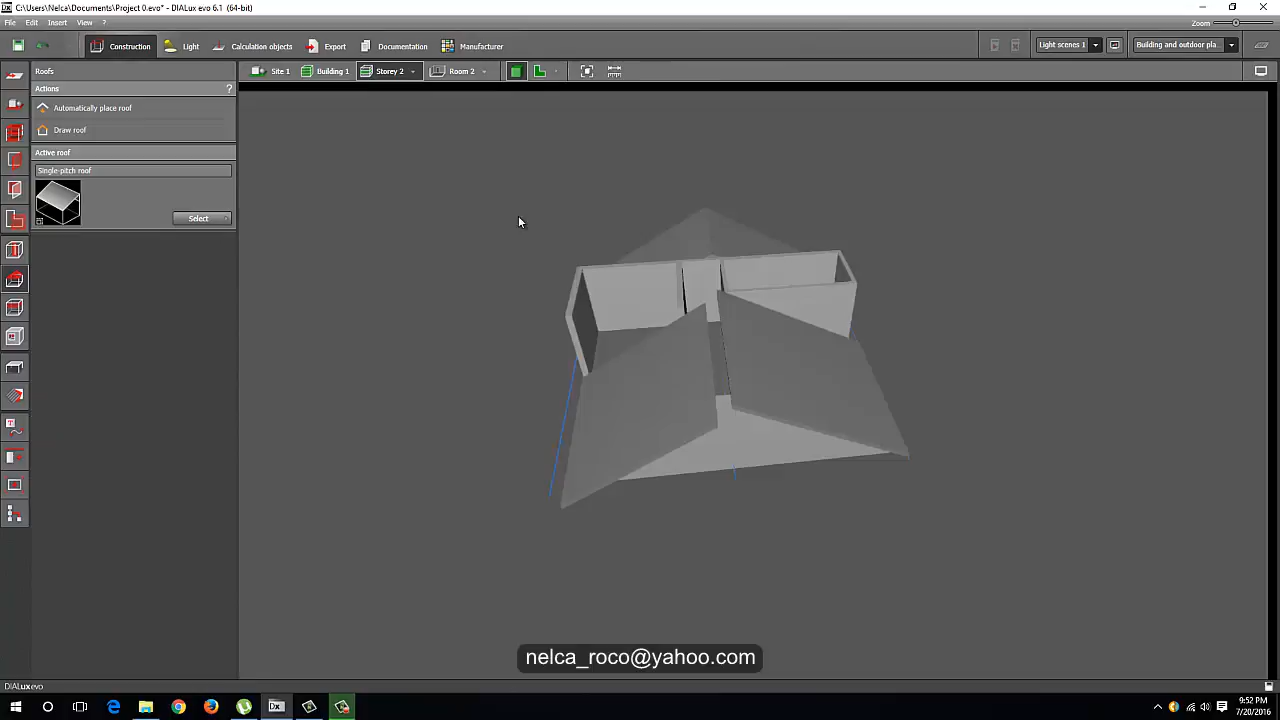 C:\Users\Nelca\Documents\Project 0.evo* - DIALux evo 6.1 (64-bit)
File Edit Insert View ?
Zoom
Construction Light Calculation objects Export Documentation Manufacturer Light scenes 1 Building and outdoor pla...
Roofs
Site 1 Building 1 Storey 2 Room 2
Actions ?
Automatically place roof
Draw roof
Active roof
Single-pitch roof
Select
nelca_roco@yahoo.com
DIALux evo
Dx
9:52 PM
7/20/2016